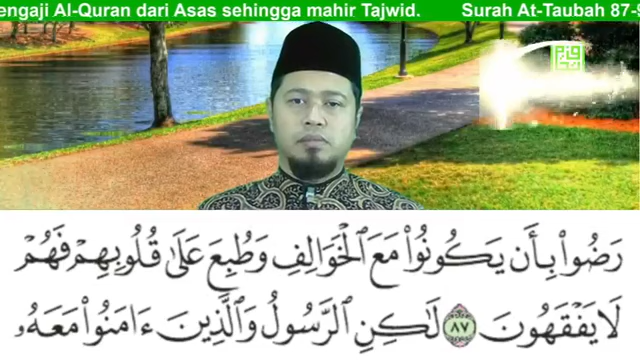 engaji Al-Quran dari Asas sehingga mahir Tajwid. Surah At-Taubah 87-9
رَضُوا۟ بِأَن يَكُونُوا۟ مَعَ ٱلْخَوَالِفِ وَطُبِعَ عَلَىٰ قُلُوبِهِمْ فَهُمْ
لَا يَفْقَهُونَ ٨٧ لَٰكِنِ ٱلرَّسُولُ وَٱلَّذِينَ ءَامَنُوا۟ مَعَهُۥ